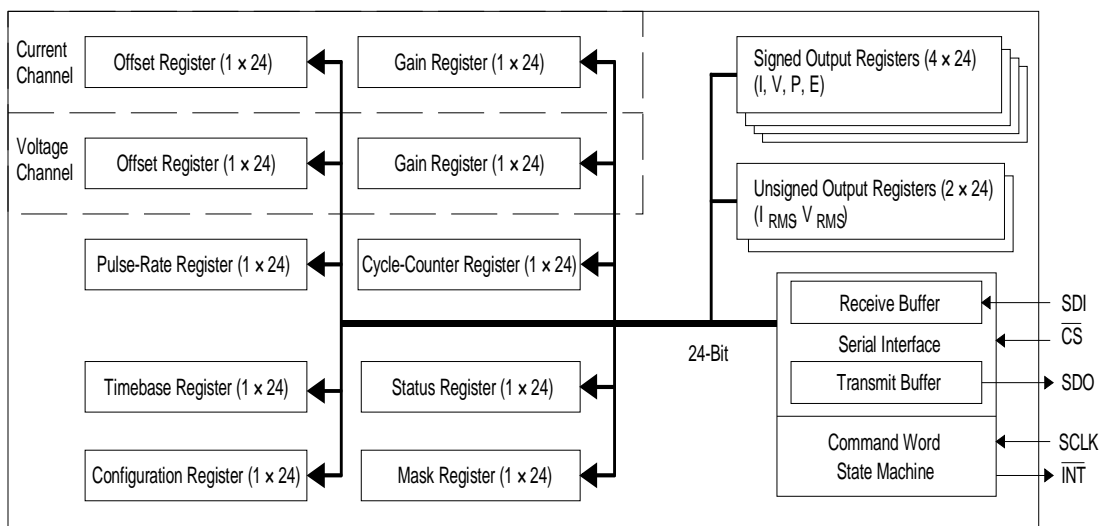 Current
Channel
Offset Register (1 × 24)
Gain Register (1 × 24)
Signed Output Registers (4 × 24)
(I, V, P, E)
Voltage
Channel
Offset Register (1 × 24)
Gain Register (1 × 24)
Unsigned Output Registers (2 × 24)
(I RMS, V RMS)
Pulse-Rate Register (1 × 24)
Cycle-Counter Register (1 × 24)
Receive Buffer
SDI
Serial Interface
CS
24-Bit
Transmit Buffer
SDO
Timebase Register (1 × 24)
Status Register (1 × 24)
Command Word
State Machine
SCLK
INT
Configuration Register (1 × 24)
Mask Register (1 × 24)